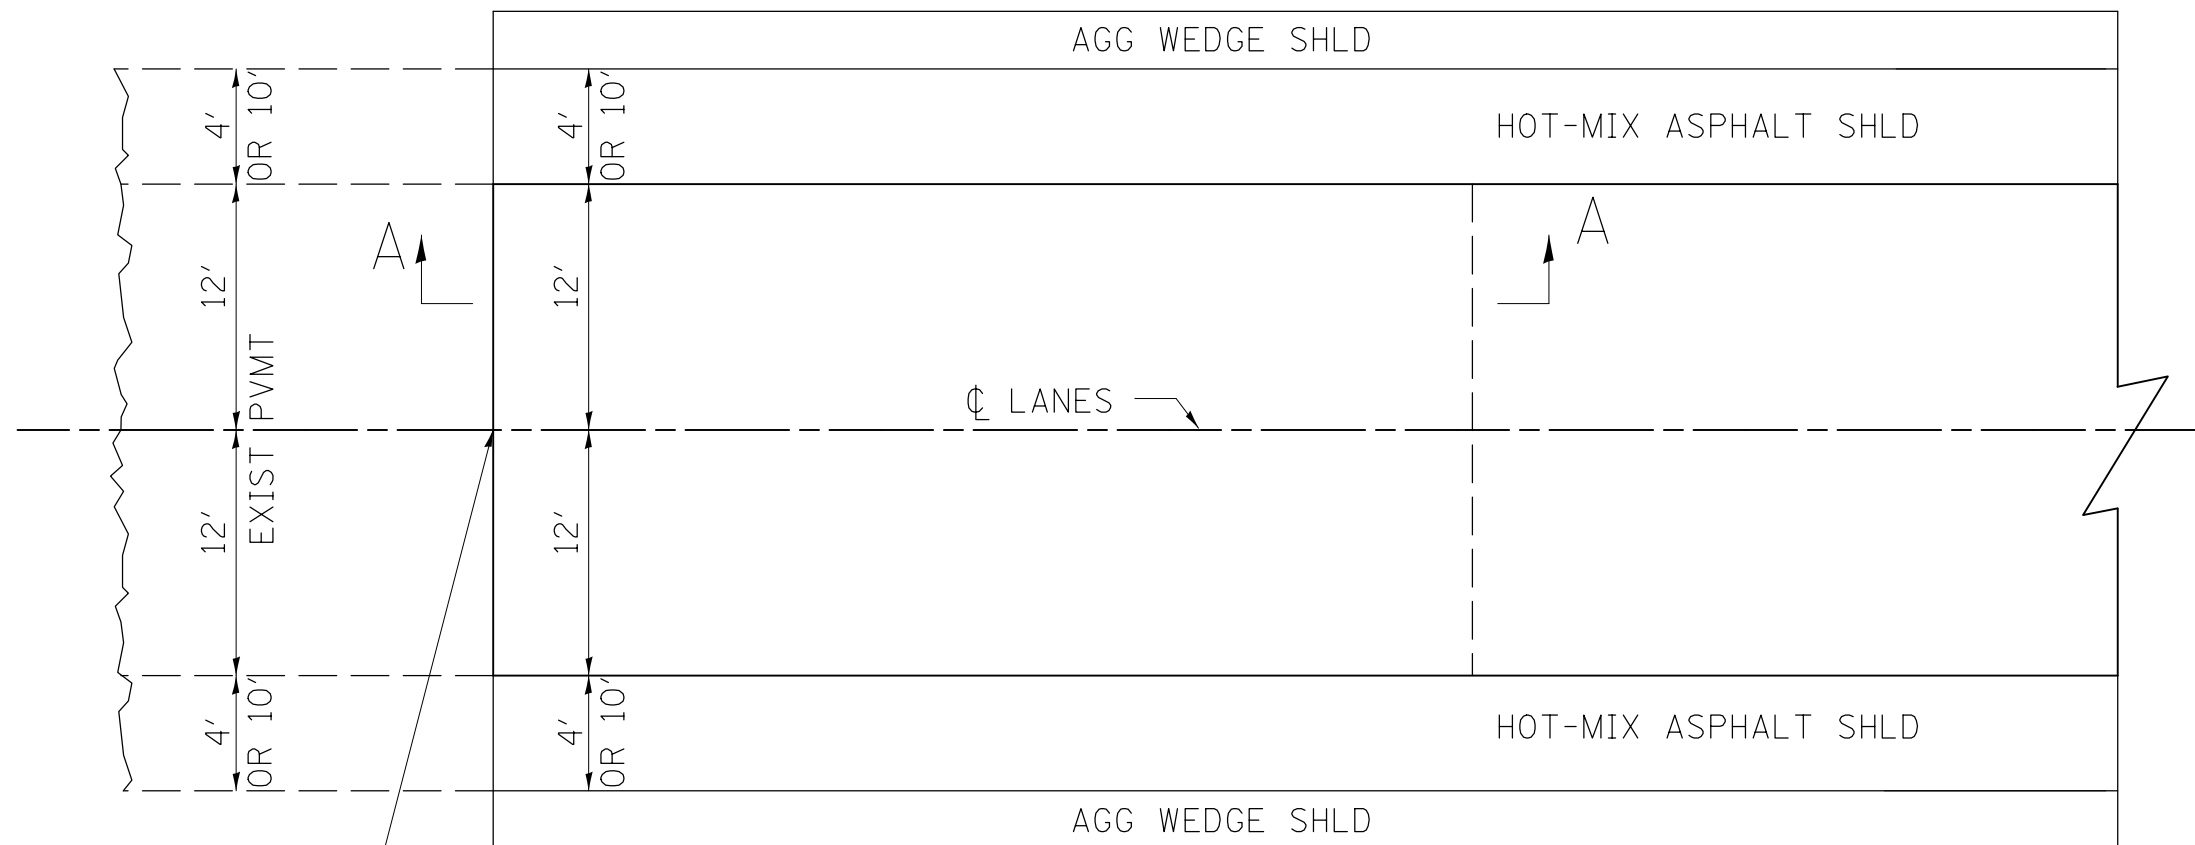 AGG WEDGE SHLD
4' OR 10'
4' OR 10'
HOT-MIX ASPHALT SHLD
A
A
12'
12'
EXIST PVMT
℄ LANES
12'
12'
4' OR 10'
4' OR 10'
HOT-MIX ASPHALT SHLD
AGG WEDGE SHLD